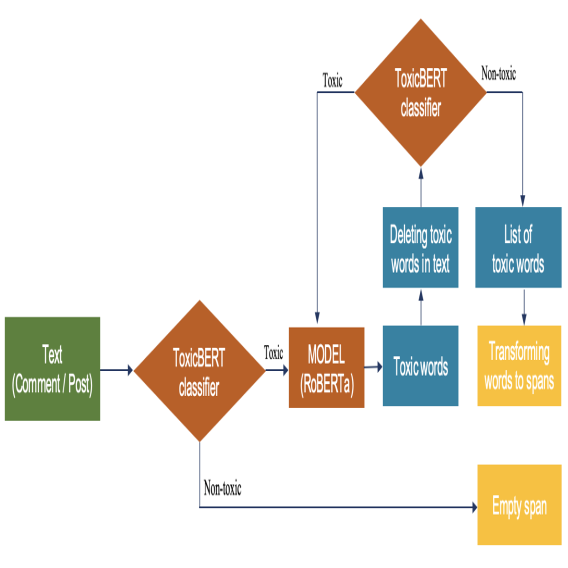 ToxicBERT
classifier
Toxic
Non-toxic
Deleting toxic
words in text
List of
toxic words
Text
(Comment / Post)
ToxicBERT
classifier
Toxic
MODEL
(RoBERTa)
Toxic words
Transforming
words to spans
Non-toxic
Empty span